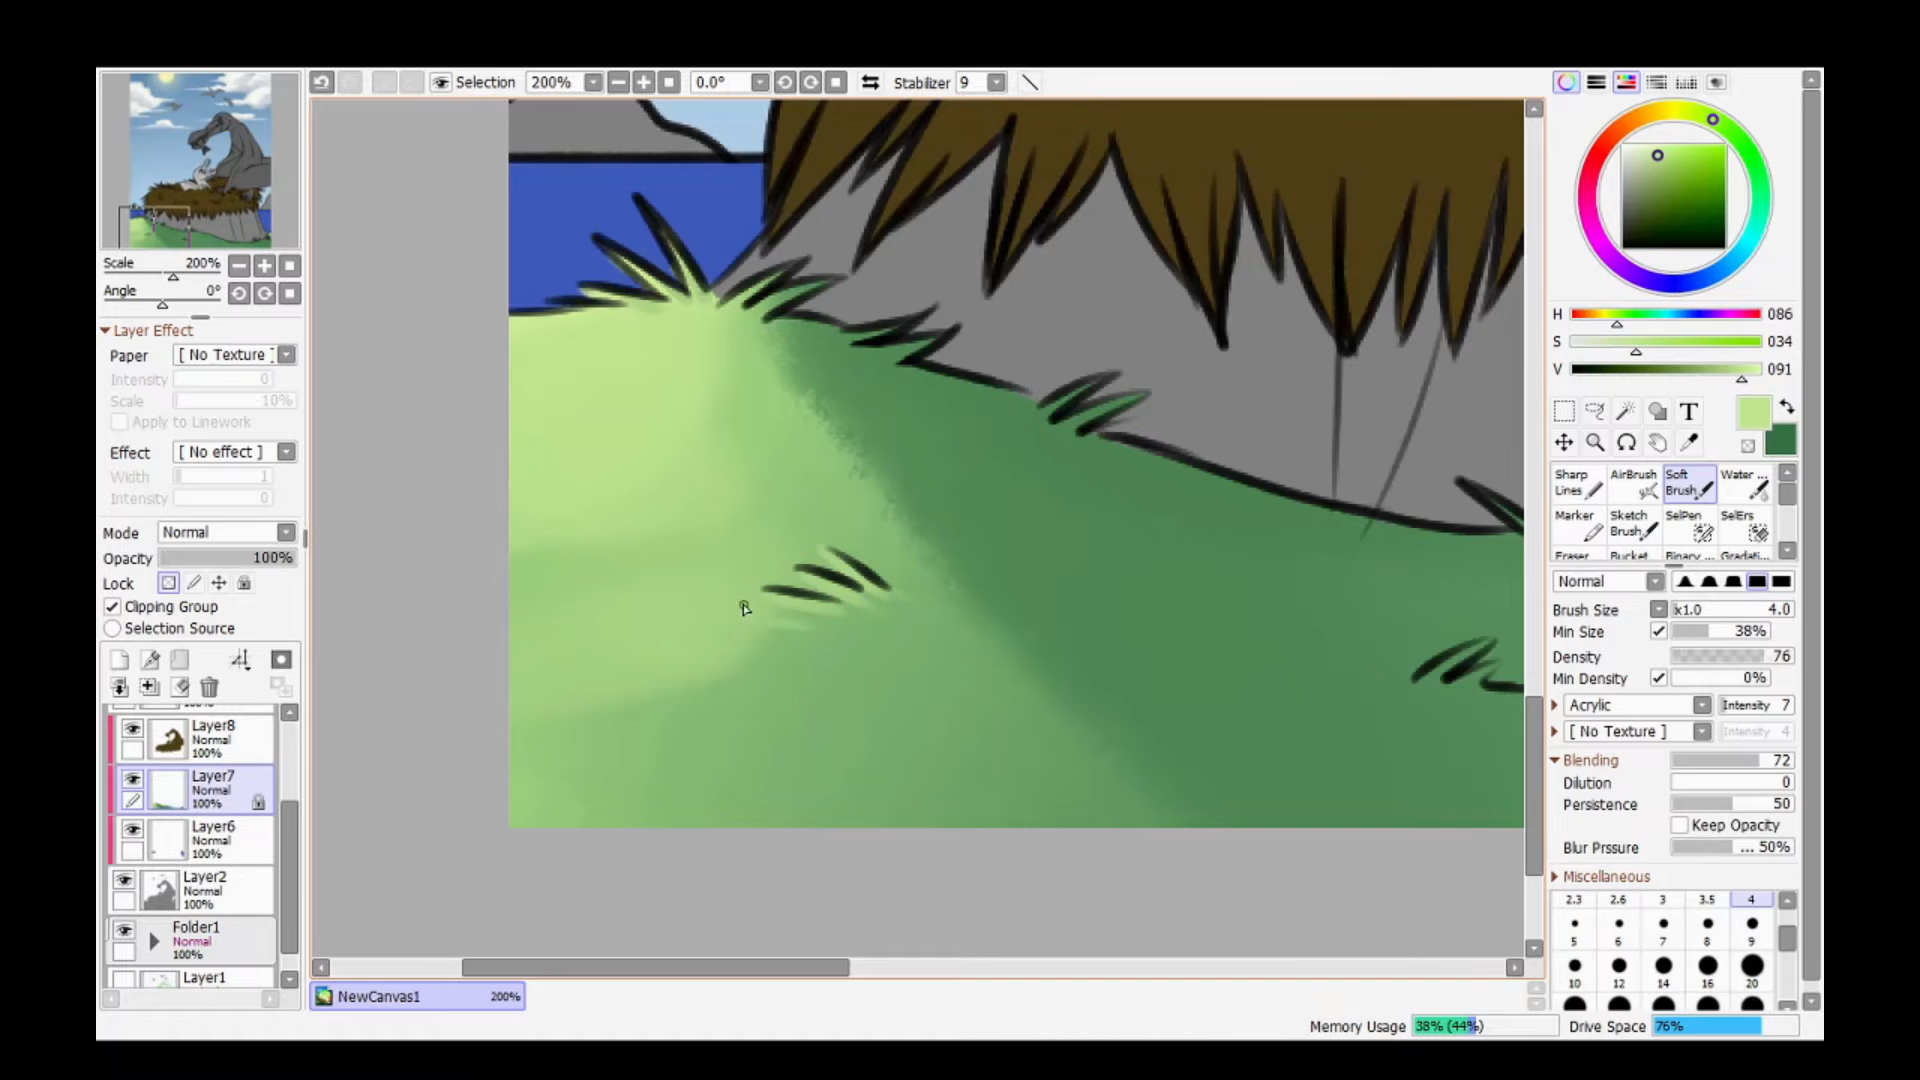 Selection 200% 0.0° Stabilizer 9
Scale 200%
Angle 0°
Layer Effect
Paper [ No Texture ]
Intensity 0
Scale 10%
Apply to Linework
Effect [ No effect ]
Width 1
Intensity 0
Mode Normal
Opacity 100%
Lock
Clipping Group
Selection Source
Layer8
Normal
100%
Layer7
Normal
100%
Layer6
Normal
100%
Layer2
Normal
100%
Folder1
Normal
100%
Layer1
NewCanvas1 200%
H 086
S 034
V 091
T
Sharp Lines
AirBrush
Soft Brush
Water ...
Marker
Sketch Brush
SelPen
SelErs
Eraser Bucket Binary ... Gradati...
Normal
Brush Size x1.0 4.0
Min Size 38%
Density 76
Min Density 0%
Acrylic Intensity 7
[ No Texture ] Intensity 4
Blending 72
Dilution 0
Persistence 50
Keep Opacity
Blur Prssure ... 50%
Miscellaneous
2.3 2.6 3 3.5 4
5 6 7 8 9
10 12 14 16 20
Memory Usage 38% (44%) Drive Space 76%